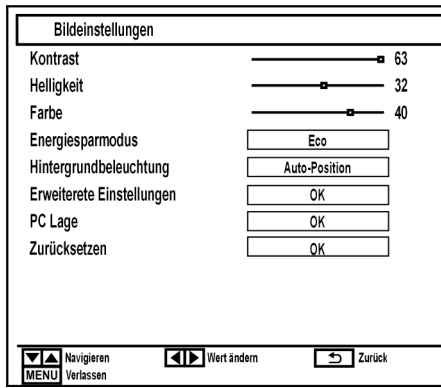 Bildeinstellungen
Kontrast 63
Helligkeit 32
Farbe 40
Energiesparmodus Eco
Hintergrundbeleuchtung Auto-Position
Erweiterete Einstellungen OK
PC Lage OK
Zurücksetzen OK
Navigieren Wert ändern Zurück
MENU Verlassen